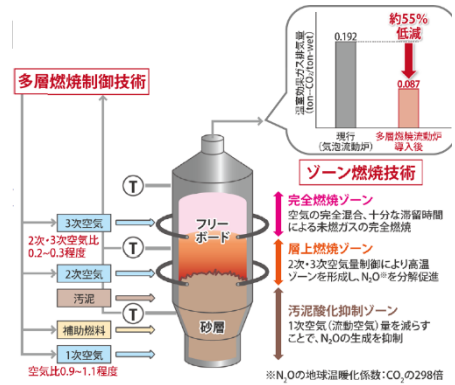 多層燃焼制御技術
温室効果ガス排気量
(ton-CO₂/ton-wet)
0.192
約55%
低減
0.087
現行
(気泡流動炉)
多層燃焼流動炉
導入後
ゾーン燃焼技術
T
T
T
3次空気
2次・3次空気比
0.2~0.3程度
2次空気
汚泥
補助燃料
1次空気
空気比0.9~1.1程度
フリー
ボード
砂層
完全燃焼ゾーン
空気の完全混合、十分な滞留時間
による未燃ガスの完全燃焼
層上燃焼ゾーン
2次・3次空気量制御により高温
ゾーンを形成し、N₂O※を分解促進
汚泥酸化抑制ゾーン
1次空気(流動空気)量を減らす
ことで、N₂Oの生成を抑制
※N₂Oの地球温暖化係数:CO₂の298倍